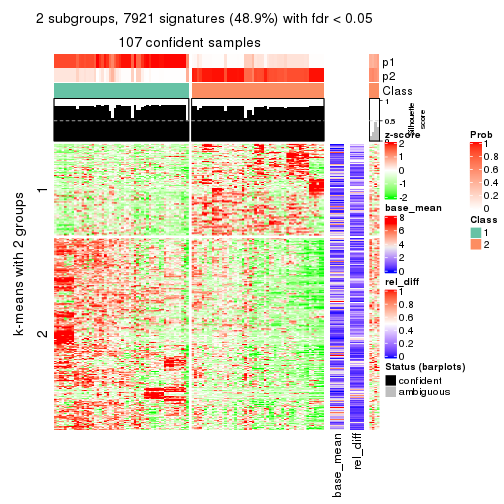 2 subgroups, 7921 signatures (48.9%) with fdr < 0.05
107 confident samples
p1
p2
Class
1
0.5
0
Silhouette
score
k-means with 2 groups
1
2
base_mean
rel_diff
z-score
2
1
0
-1
-2
base_mean
8
6
4
2
0
rel_diff
1
0.8
0.6
0.4
0.2
0
Status (barplots)
confident
ambiguous
Prob
1
0.8
0.6
0.4
0.2
0
Class
1
2